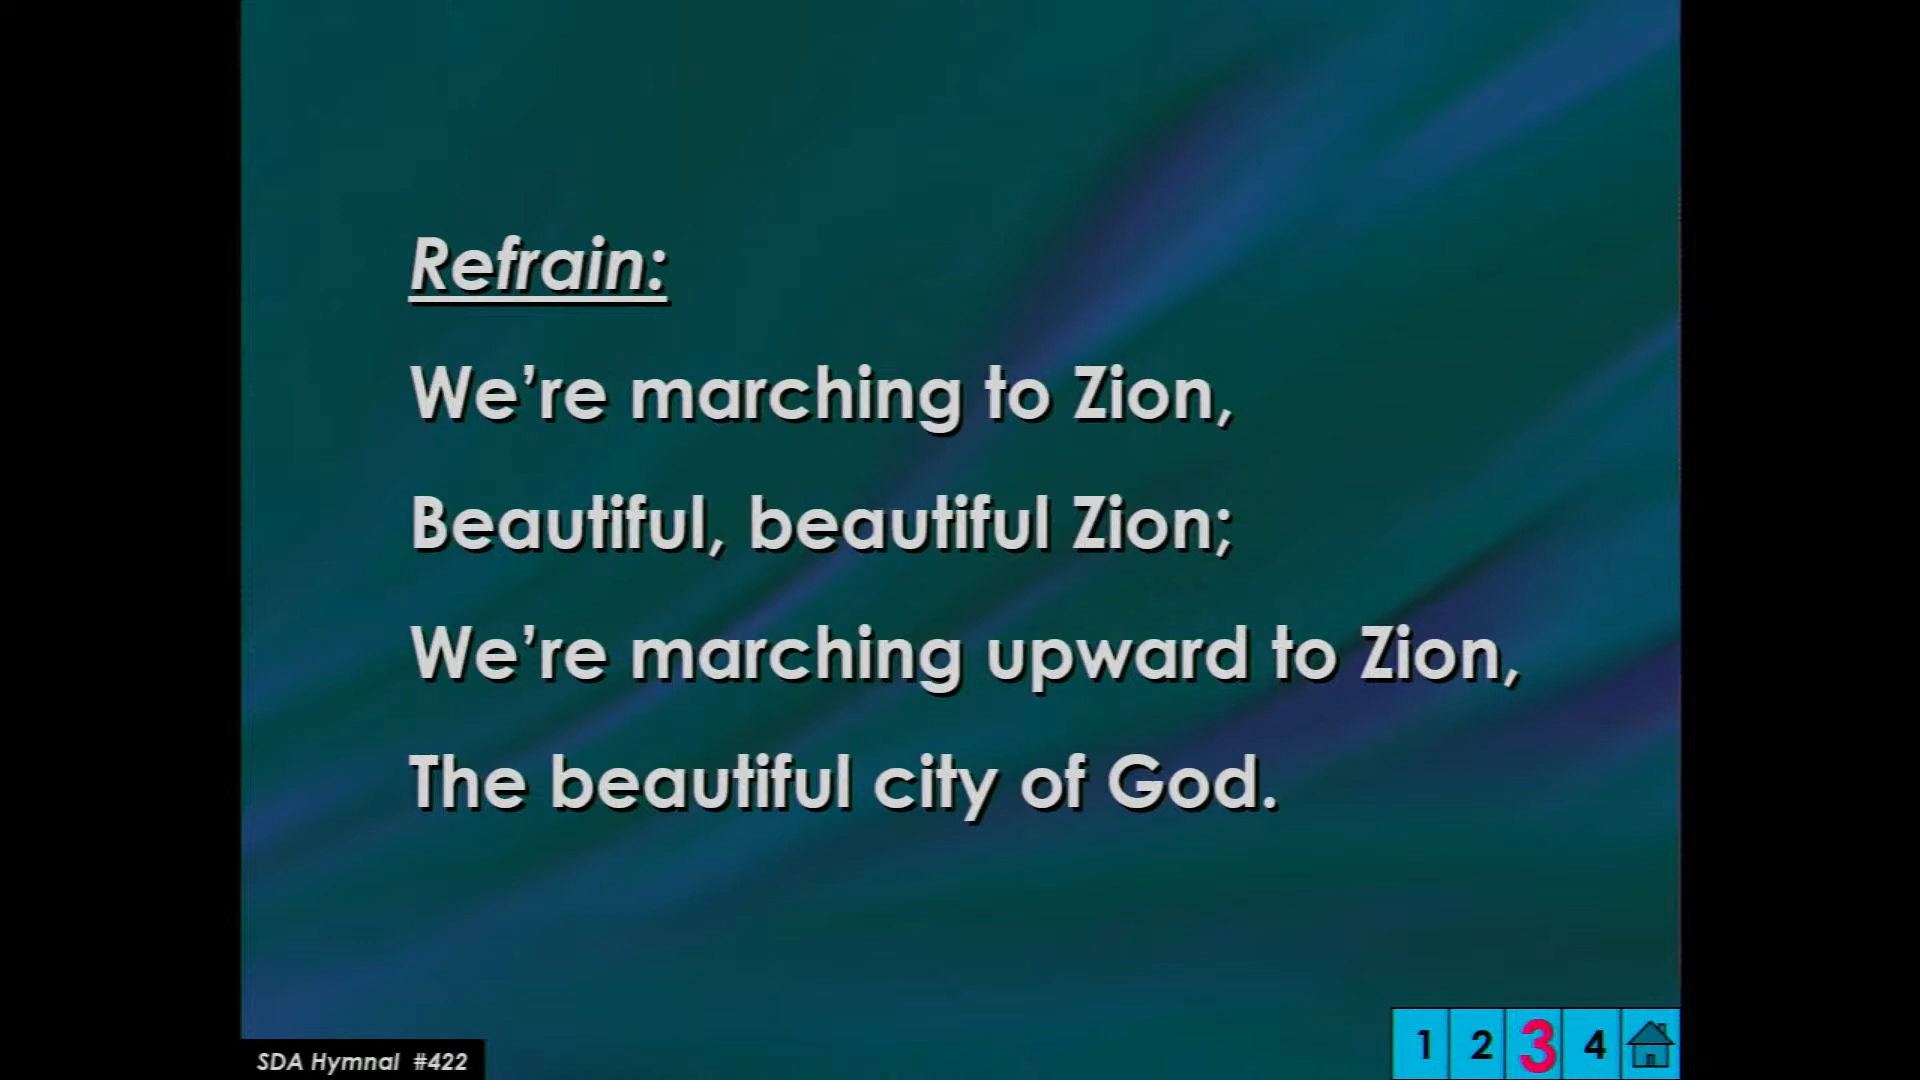 Refrain:
We’re marching to Zion,
Beautiful, beautiful Zion;
We’re marching upward to Zion,
The beautiful city of God.
SDA Hymnal #422
1 2 3 4